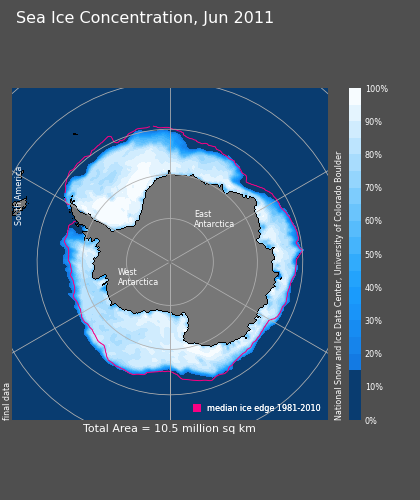 Sea Ice Concentration, Jun 2011
South America
East
Antarctica
West
Antarctica
final data
median ice edge 1981-2010
Total Area = 10.5 million sq km
National Snow and Ice Data Center, University of Colorado Boulder
100%
90%
80%
70%
60%
50%
40%
30%
20%
10%
0%